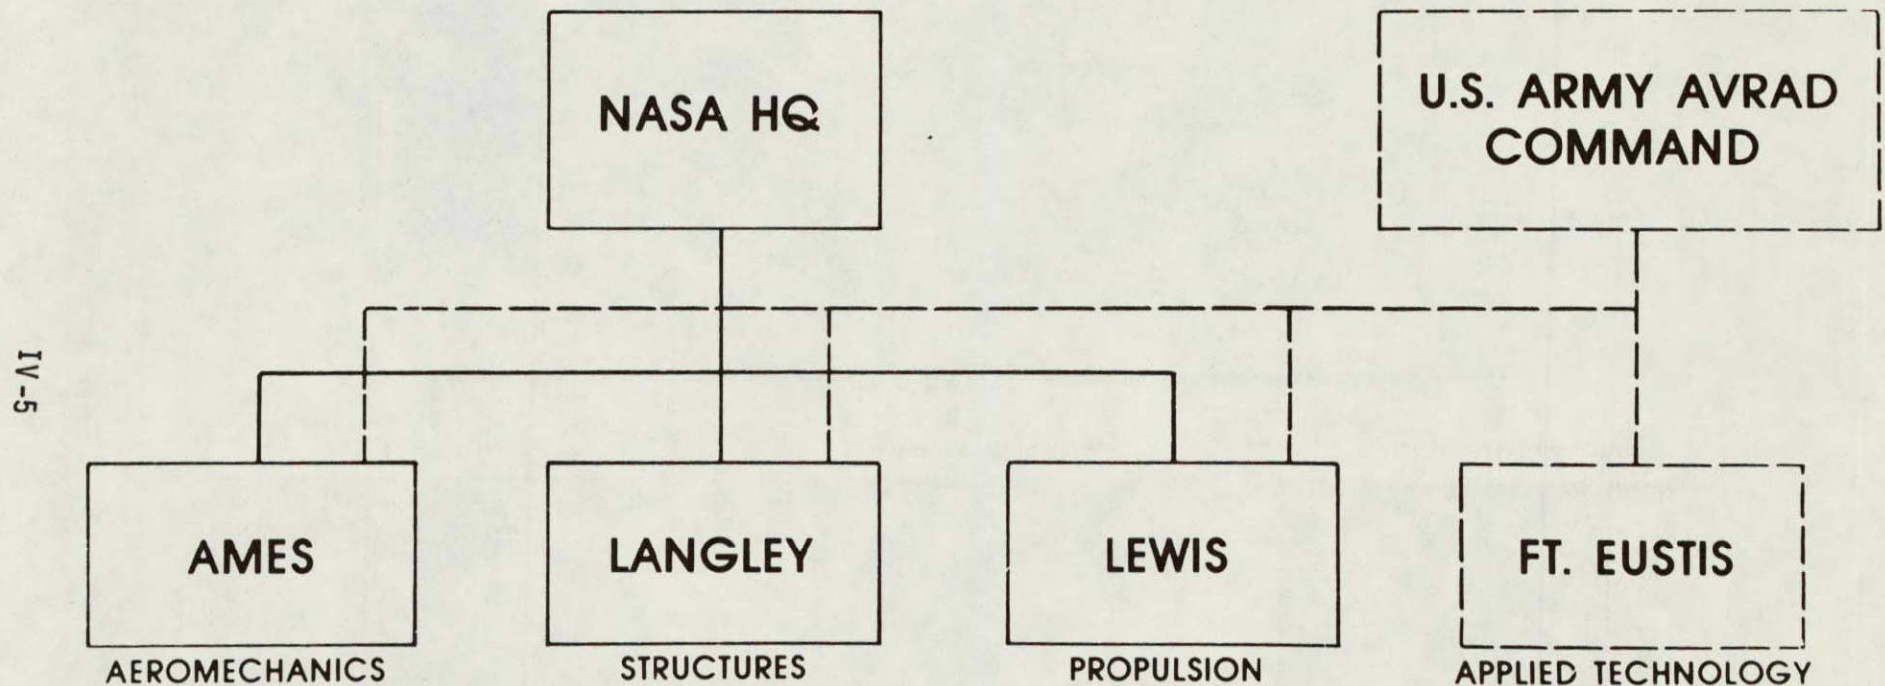 NASA HQ
U.S. ARMY AVRAD
COMMAND
IV-5
AMES
LANGLEY
LEWIS
FT. EUSTIS
AEROMECHANICS
STRUCTURES
PROPULSION
APPLIED TECHNOLOGY